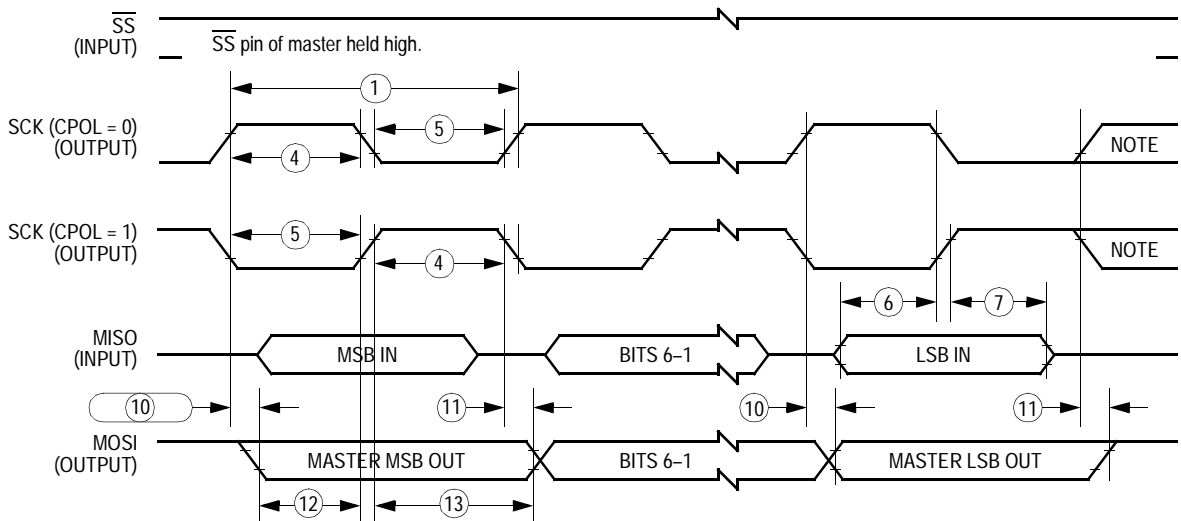 SS
(INPUT)
SS pin of master held high.
1
SCK (CPOL = 0)
(OUTPUT)
5
4
NOTE
SCK (CPOL = 1)
(OUTPUT)
5
4
NOTE
6
7
MISO
(INPUT)
MSB IN
BITS 6–1
LSB IN
10
11
10
11
MOSI
(OUTPUT)
MASTER MSB OUT
BITS 6–1
MASTER LSB OUT
12
13